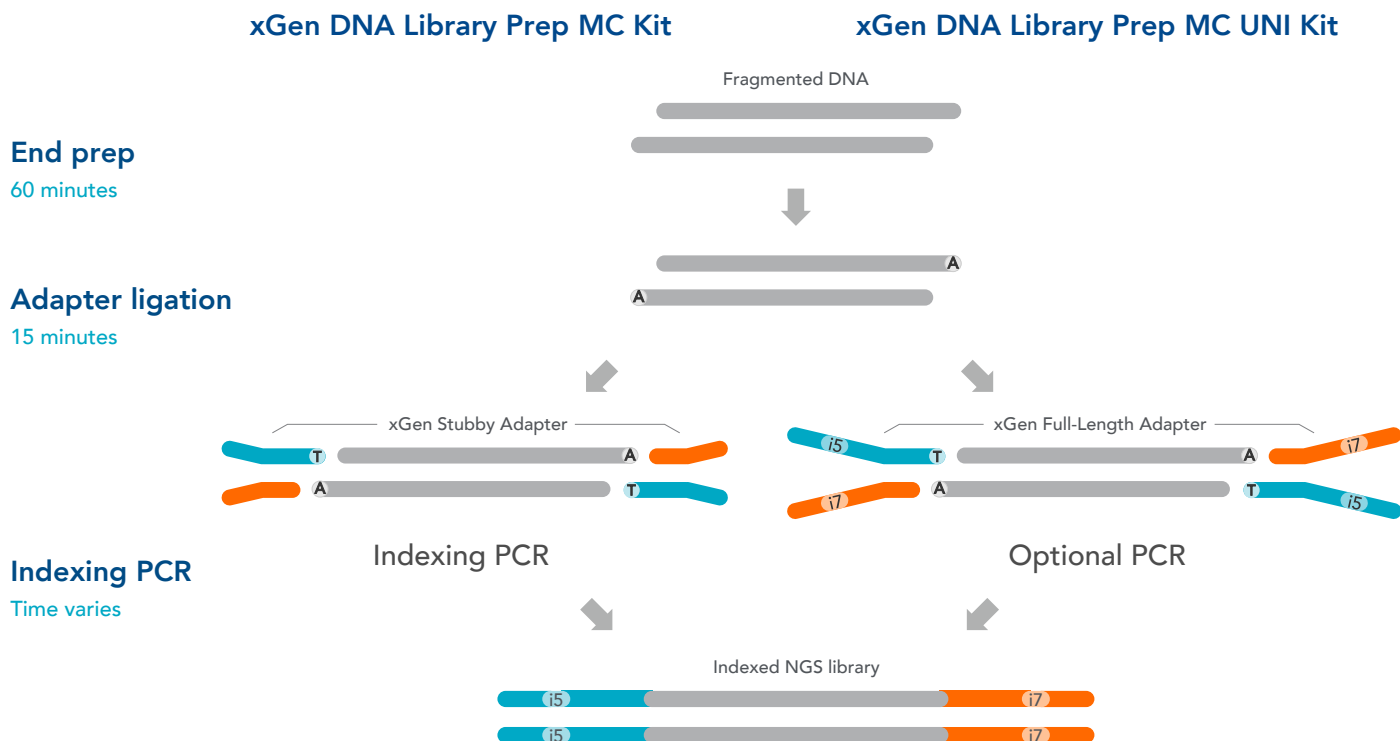 xGen DNA Library Prep MC Kit
xGen DNA Library Prep MC UNI Kit
Fragmented DNA
End prep
60 minutes
A
A
Adapter ligation
15 minutes
xGen Stubby Adapter
T A
A T
xGen Full-Length Adapter
i5 T A i7
i7 A T i5
Indexing PCR
Optional PCR
Indexing PCR
Time varies
Indexed NGS library
i5 i7
i5 i7